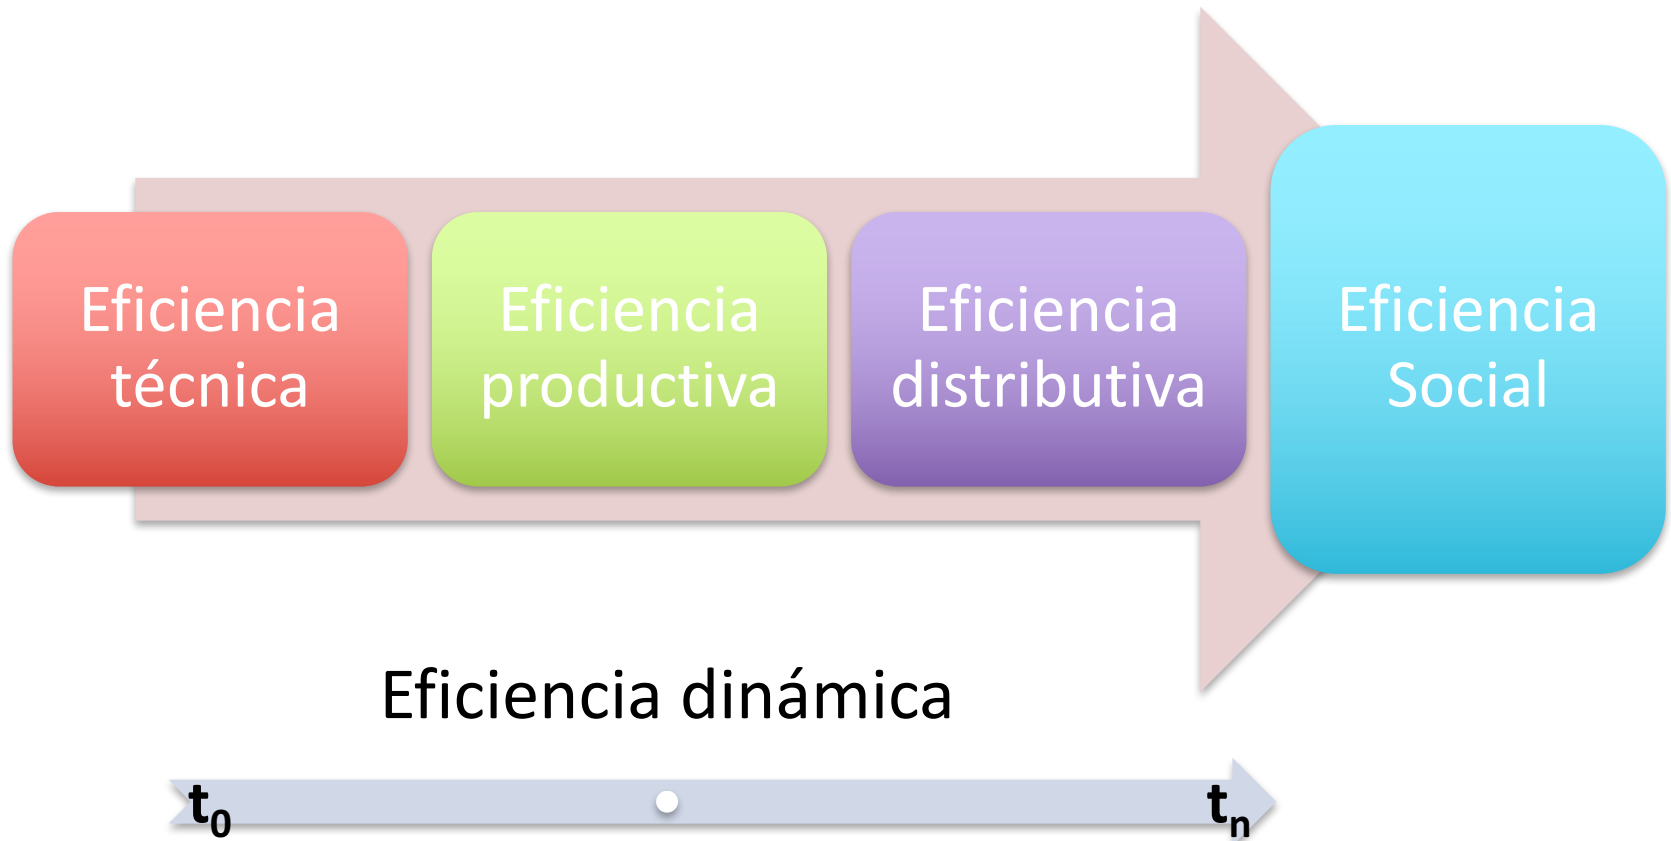 Eficiencia
técnica
Eficiencia
productiva
Eficiencia
distributiva
Eficiencia
Social
Eficiencia dinámica
t₀
tₙ